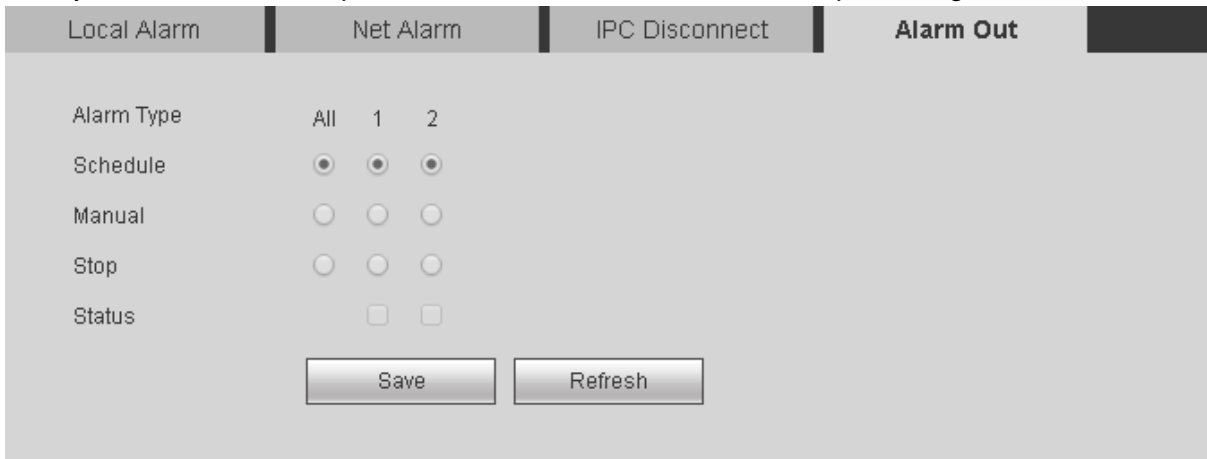 Local Alarm Net Alarm IPC Disconnect Alarm Out
Alarm Type All 1 2
Schedule
Manual
Stop
Status
Save Refresh